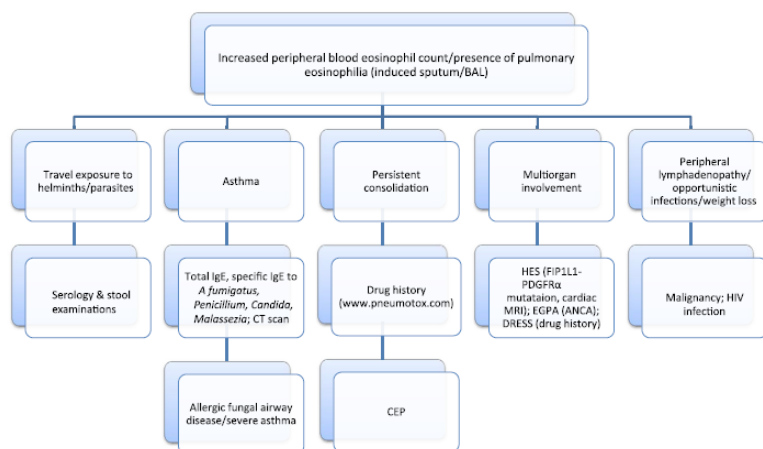 Increased peripheral blood eosinophil count/presence of pulmonary
eosinophilia (induced sputum/BAL)
Travel exposure to
helminths/parasites
Asthma
Persistent
consolidation
Multiorgan
involvement
Peripheral
lymphadenopathy/
opportunistic
infections/weight loss
Serology & stool
examinations
Total IgE, specific IgE to
A fumigatus,
Penicillium, Candida,
Malassezia; CT scan
Drug history
(www.pneumotox.com)
HES (FIP1L1-
PDGFRα
mutataion, cardiac
MRI); EGPA (ANCA);
DRESS (drug history)
Malignancy; HIV
infection
Allergic fungal airway
disease/severe asthma
CEP